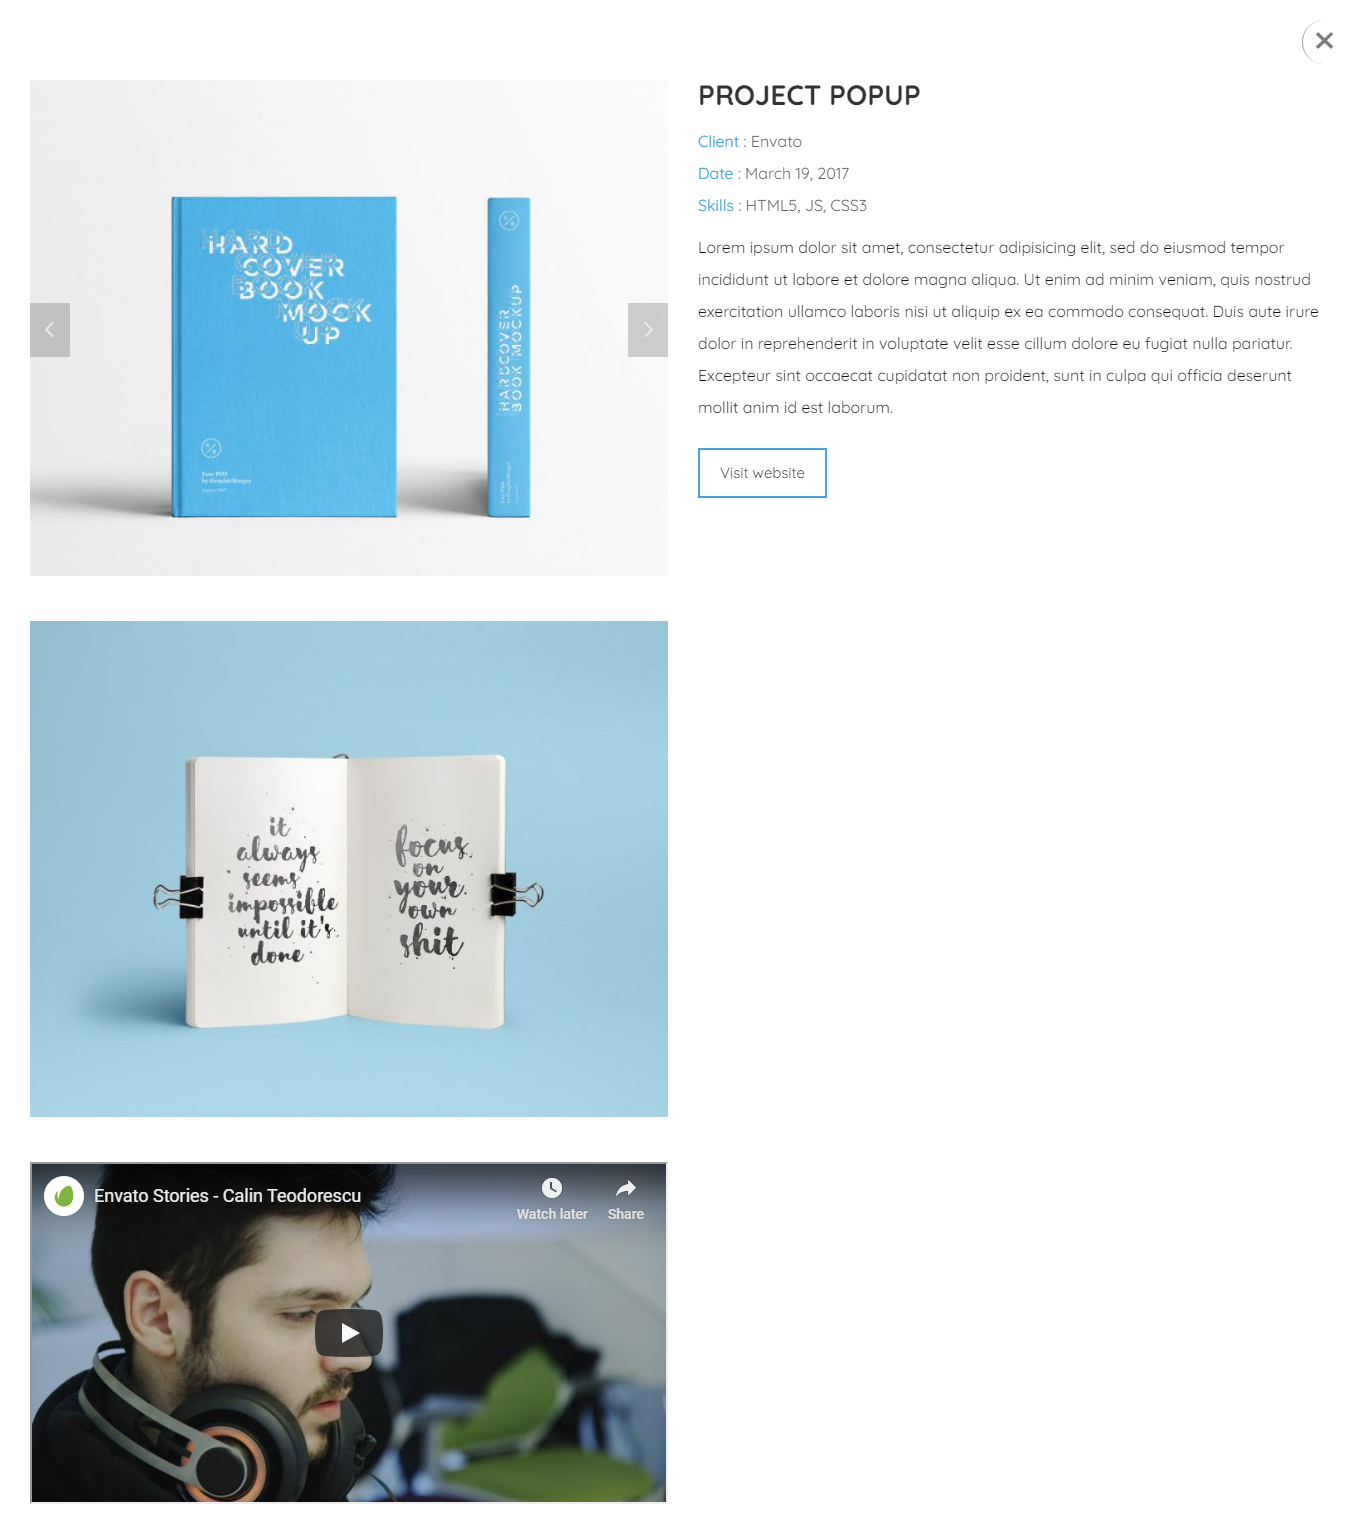 PROJECT POPUP
Client : Envato
Date : March 19, 2017
Skills : HTML5, JS, CSS3
Lorem ipsum dolor sit amet, consectetur adipisicing elit, sed do eiusmod tempor
incididunt ut labore et dolore magna aliqua. Ut enim ad minim veniam, quis nostrud
exercitation ullamco laboris nisi ut aliquip ex ea commodo consequat. Duis aute irure
dolor in reprehenderit in voluptate velit esse cillum dolore eu fugiat nulla pariatur.
Excepteur sint occaecat cupidatat non proident, sunt in culpa qui officia deserunt
mollit anim id est laborum.
Visit website
HARD
COVER
BOOK
MOCK
UP
Free PSD
by GraphicBurger
HARDCOVER
BOOK MOCKUP
it
always
seems
impossible
until it's
done
focus
on
your
own
shit
Envato Stories - Calin Teodorescu
Watch later
Share